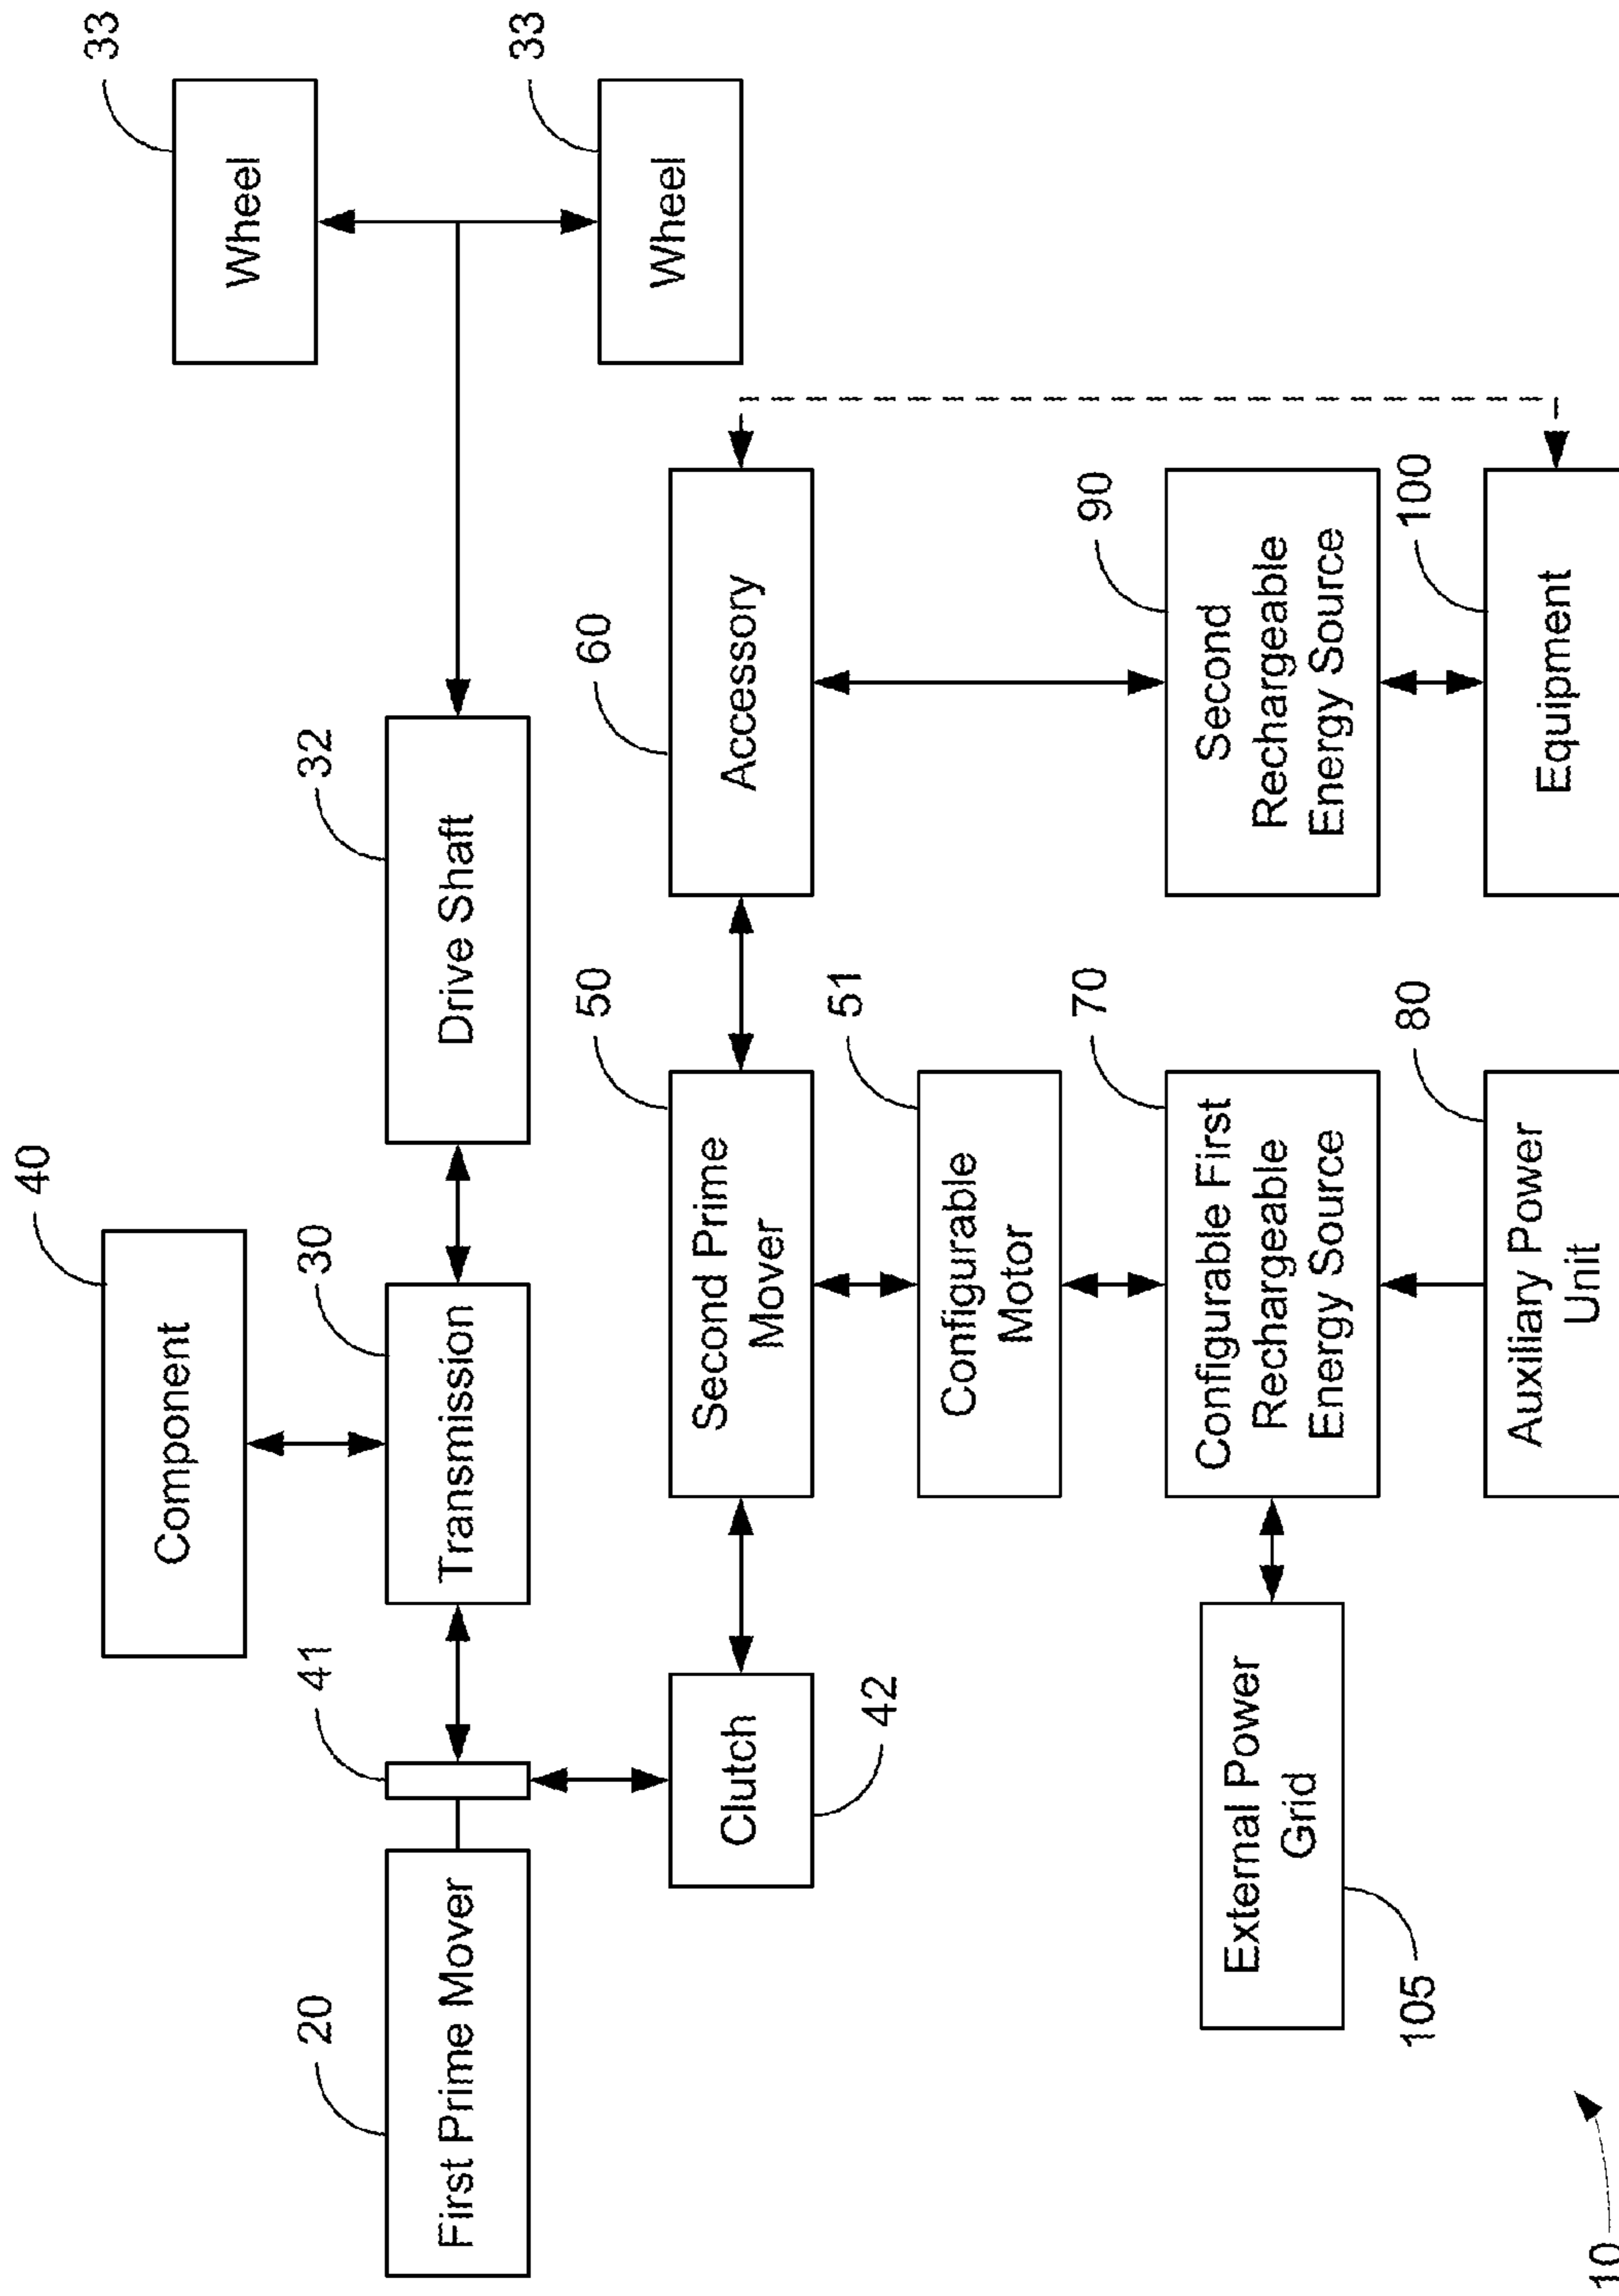 33
Wheel
33
Wheel
40
Component
20
First Prime Mover
41
30
Transmission
32
Drive Shaft
Clutch
42
50
Second Prime
Mover
60
Accessory
51
Configurable
Motor
105
External Power
Grid
70
Configurable First
Rechargeable
Energy Source
90
Second
Rechargeable
Energy Source
80
Auxiliary Power
Unit
100
Equipment
10